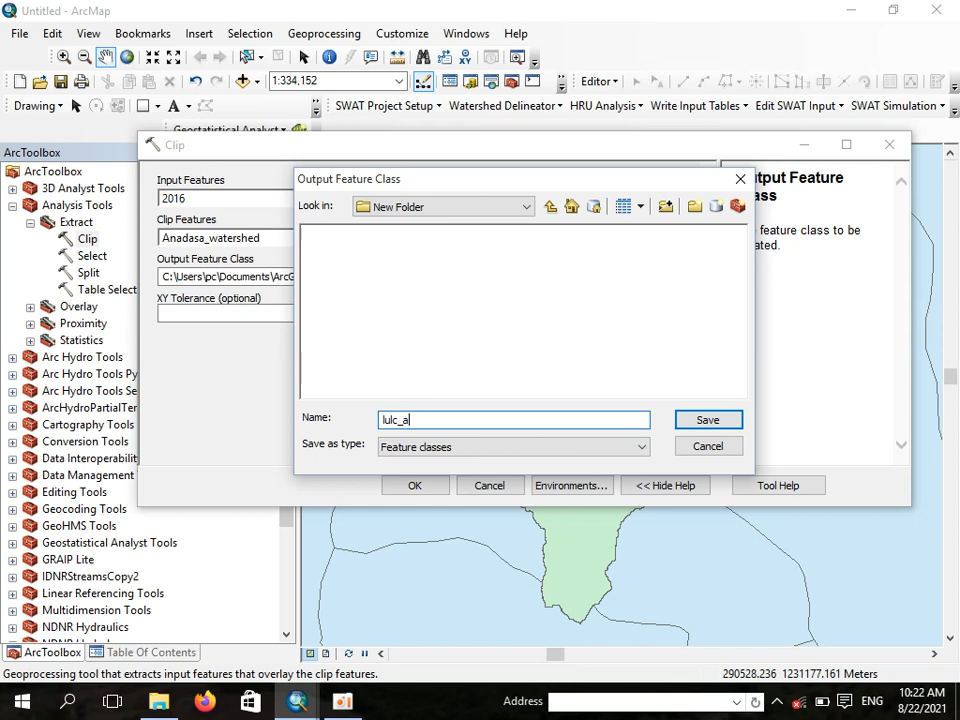 Untitled - ArcMap
File Edit View Bookmarks Insert Selection Geoprocessing Customize Windows Help
1:334,152
Editor
Drawing A SWAT Project Setup Watershed Delineator HRU Analysis Write Input Tables Edit SWAT Input SWAT Simulation
Geostatistical Analyst
ArcToolbox
ArcToolbox
3D Analyst Tools
Analysis Tools
Extract
Clip
Select
Split
Table Select
Overlay
Proximity
Statistics
Arc Hydro Tools
Arc Hydro Tools Py
Arc Hydro Tools Se
ArcHydroPartialTer
Cartography Tools
Conversion Tools
Data Interoperabilit
Data Management
Editing Tools
Geocoding Tools
GeoHMS Tools
Geostatistical Analyst Tools
GRAIP Lite
IDNRStreamsCopy2
Linear Referencing Tools
Multidimension Tools
NDNR Hydraulics
ArcToolbox Table Of Contents
Clip
Input Features
2016
Clip Features
Anadasa_watershed
Output Feature Class
C:\Users\pc\Documents\ArcG
XY Tolerance (optional)
OK Cancel Environments... << Hide Help Tool Help
Output Feature Class
Look in: New Folder
Name: lulc_a
Save
Save as type: Feature classes
Cancel
tput Feature
ss
feature class to be
ated.
Geoprocessing tool that extracts input features that overlay the clip features.
290528.236 1231177.161 Meters
Address
ENG
10:22 AM
8/22/2021